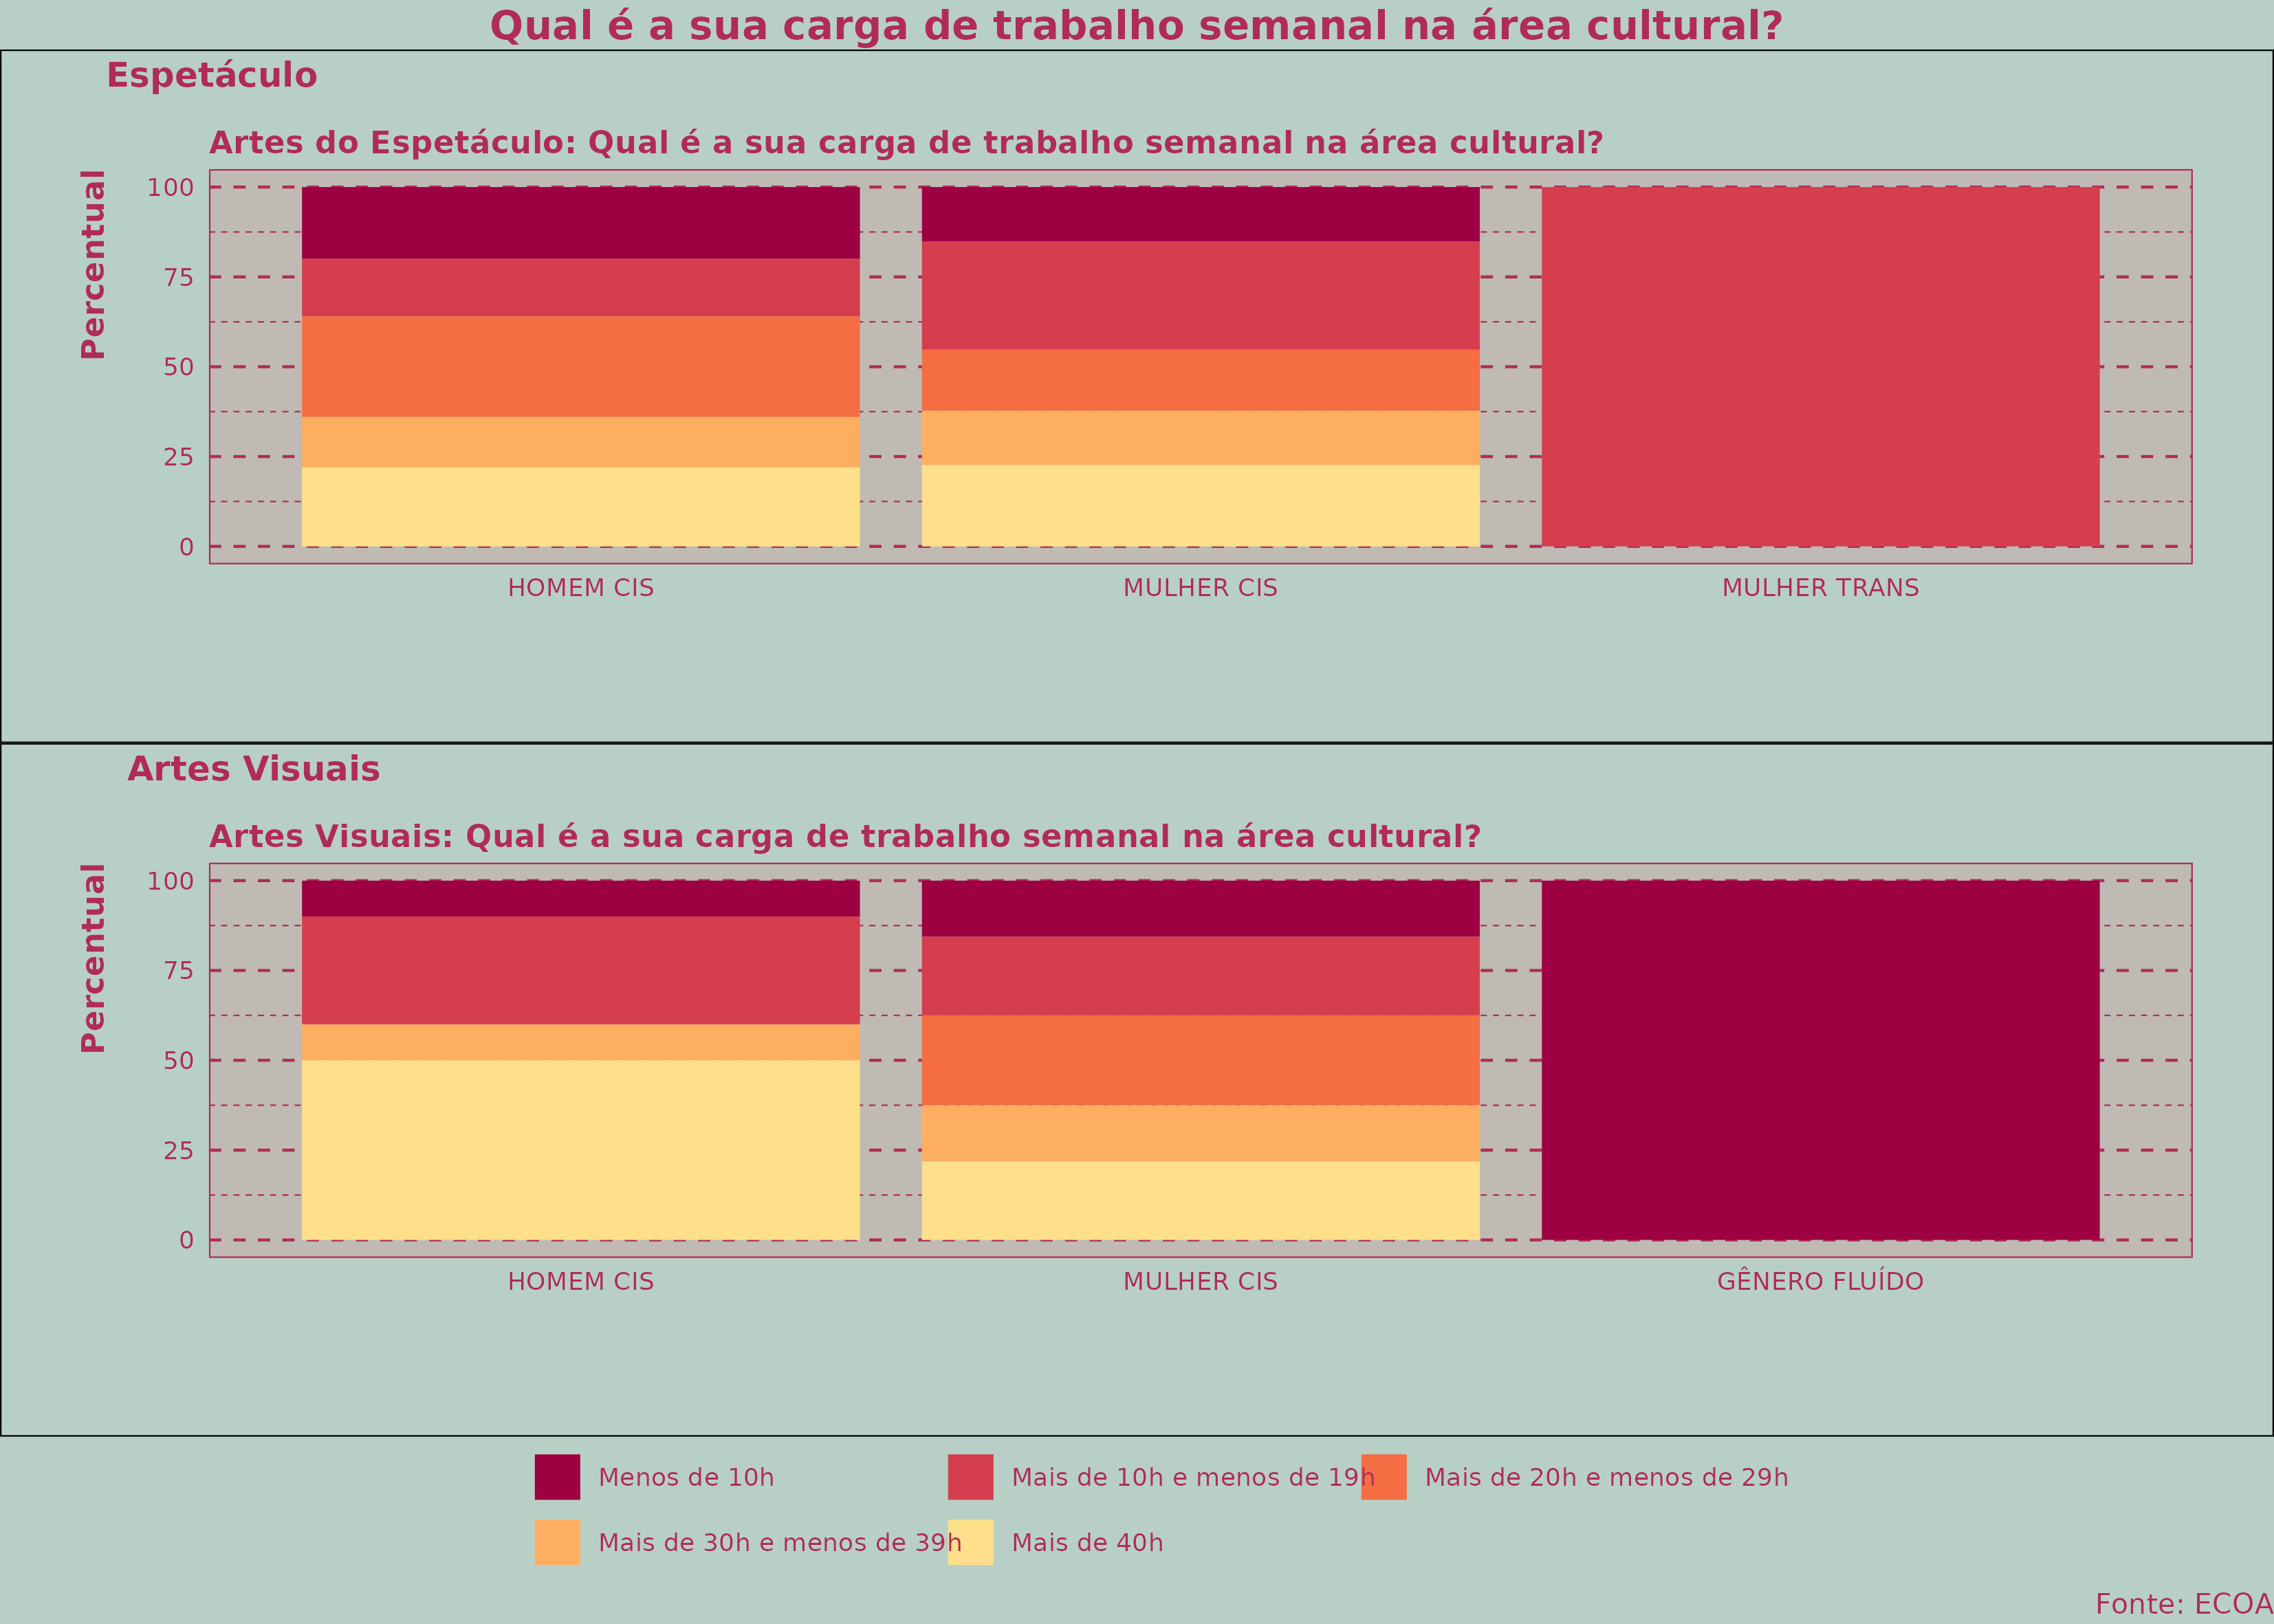 Qual é a sua carga de trabalho semanal na área cultural?
Espetáculo
Artes do Espetáculo: Qual é a sua carga de trabalho semanal na área cultural?
Percentual
100
75
50
25
0
HOMEM CIS
MULHER CIS
MULHER TRANS
Artes Visuais
Artes Visuais: Qual é a sua carga de trabalho semanal na área cultural?
Percentual
100
75
50
25
0
HOMEM CIS
MULHER CIS
GÊNERO FLUÍDO
Menos de 10h
Mais de 10h e menos de 19h
Mais de 20h e menos de 29h
Mais de 30h e menos de 39h
Mais de 40h
Fonte: ECOA